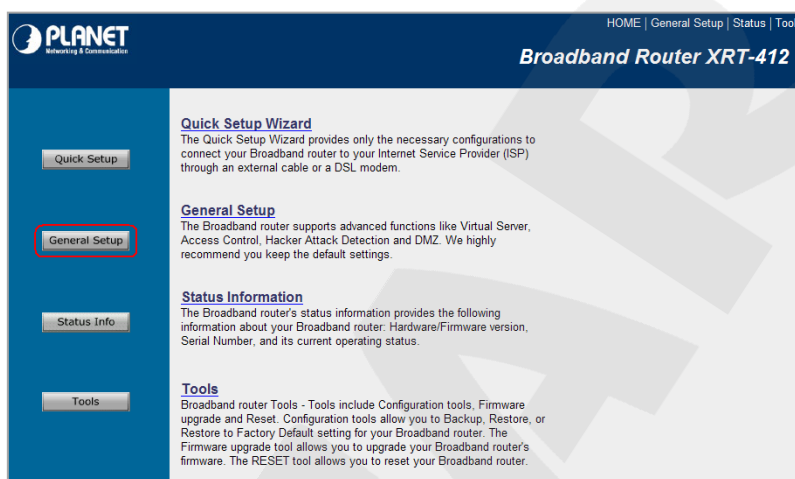 PLANET
Networking & Communication
HOME | General Setup | Status | Tool
Broadband Router XRT-412
Quick Setup
Quick Setup Wizard
The Quick Setup Wizard provides only the necessary configurations to
connect your Broadband router to your Internet Service Provider (ISP)
through an external cable or a DSL modem.
General Setup
General Setup
The Broadband router supports advanced functions like Virtual Server,
Access Control, Hacker Attack Detection and DMZ. We highly
recommend you keep the default settings.
Status Info
Status Information
The Broadband router's status information provides the following
information about your Broadband router: Hardware/Firmware version,
Serial Number, and its current operating status.
Tools
Tools
Broadband router Tools - Tools include Configuration tools, Firmware
upgrade and Reset. Configuration tools allow you to Backup, Restore, or
Restore to Factory Default setting for your Broadband router. The
Firmware upgrade tool allows you to upgrade your Broadband router's
firmware. The RESET tool allows you to reset your Broadband router.